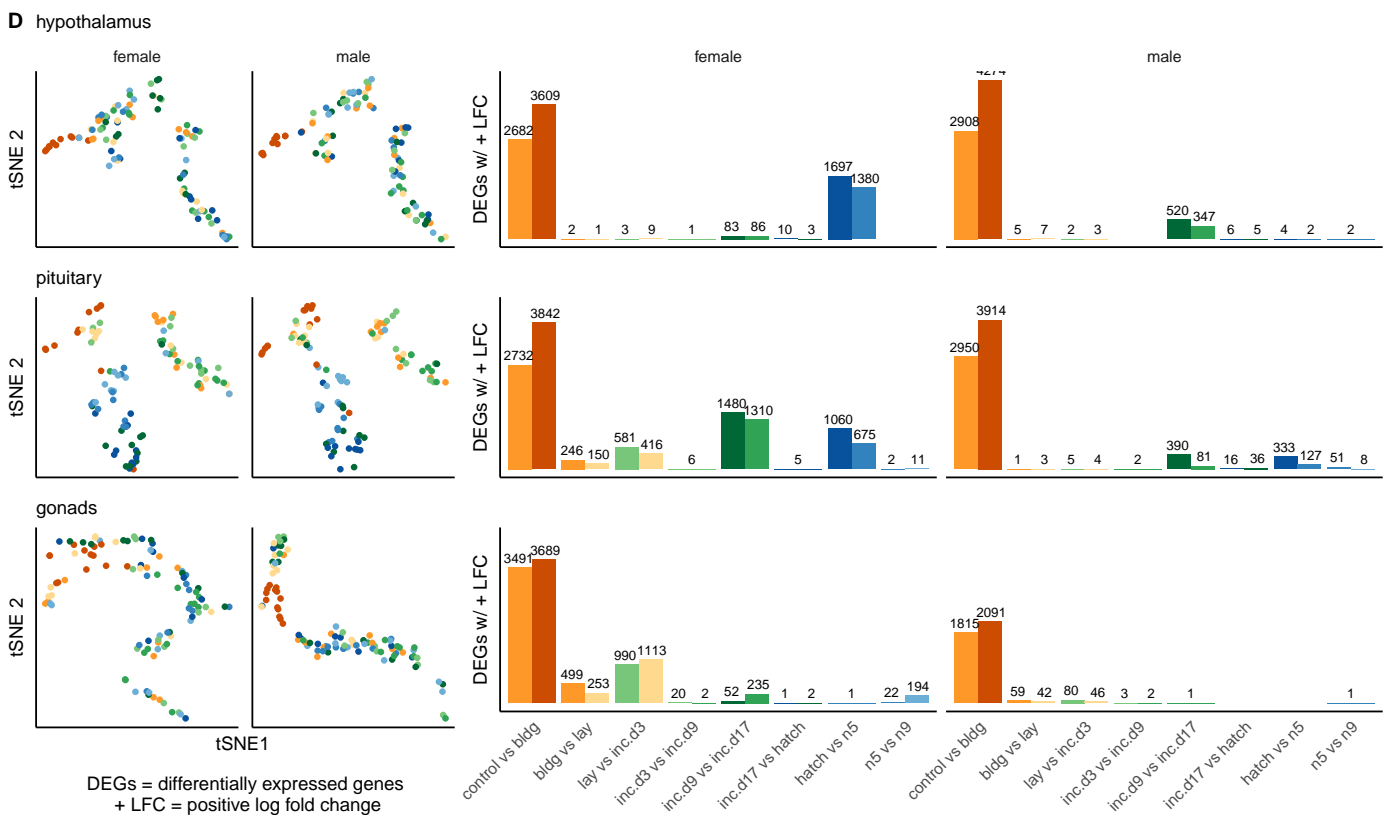 D hypothalamus
female
male
female
male
tSNE 2
DEGs w/ + LFC
2682 3609 2 1 3 9 1 83 86 10 3 1697 1380
2908 4274 5 7 2 3 520 347 6 5 4 2 2
pituitary
tSNE 2
DEGs w/ + LFC
2732 3842 246 150 581 416 6 1480 1310 5 1060 675 2 11
2950 3914 1 3 5 4 2 390 81 16 36 333 127 51 8
gonads
tSNE 2
DEGs w/ + LFC
3491 3689 499 253 990 1113 20 2 52 235 1 2 1 22 194
1815 2091 59 42 80 46 3 2 1 1
tSNE1
control vs bldg
bldg vs lay
lay vs inc.d3
inc.d3 vs inc.d9
inc.d9 vs inc.d17
inc.d17 vs hatch
hatch vs n5
n5 vs n9
control vs bldg
bldg vs lay
lay vs inc.d3
inc.d3 vs inc.d9
inc.d9 vs inc.d17
inc.d17 vs hatch
hatch vs n5
n5 vs n9
DEGs = differentially expressed genes
+ LFC = positive log fold change